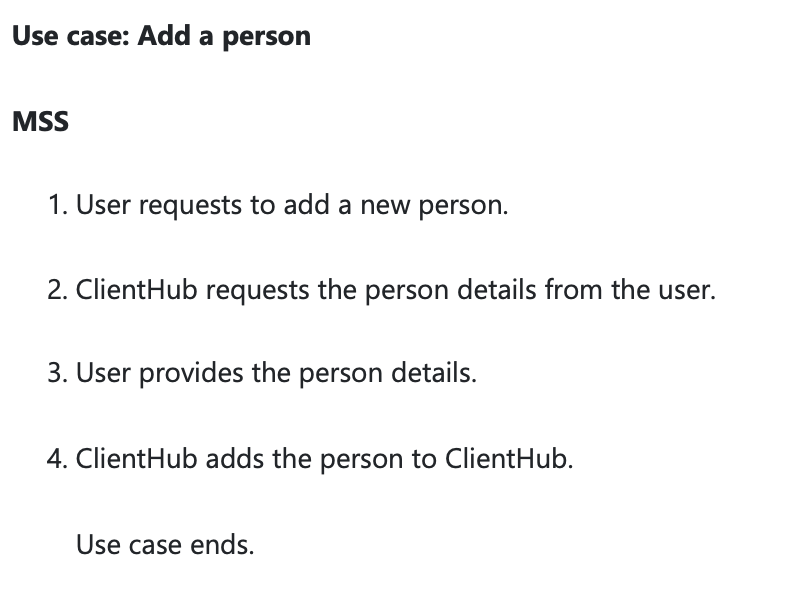 Use case: Add a person
MSS
1. User requests to add a new person.
2. ClientHub requests the person details from the user.
3. User provides the person details.
4. ClientHub adds the person to ClientHub.
Use case ends.